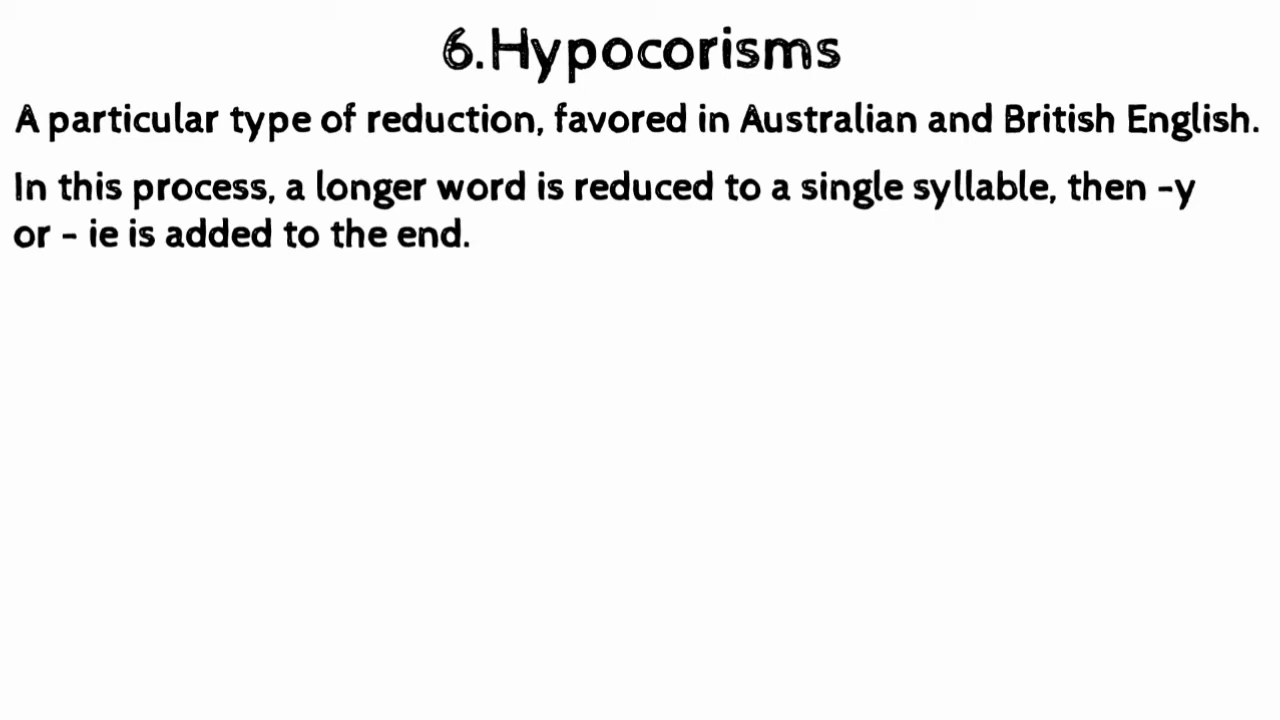 6.Hypocorisms
A particular type of reduction, favored in Australian and British English.
In this process, a longer word is reduced to a single syllable, then -y
or - ie is added to the end.